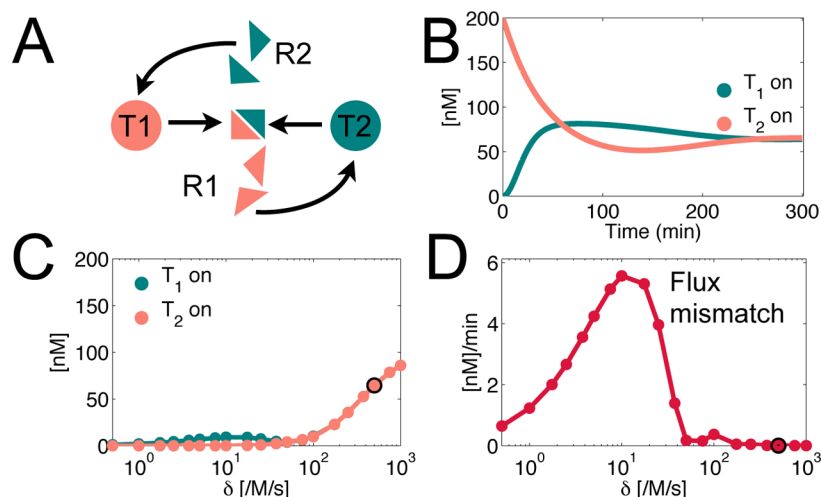 A
R2
T1
T2
R1
B
[nM]
200
150
100
50
0
T1 on
T2 on
0
100
200
300
Time (min)
C
[nM]
200
150
100
50
0
T1 on
T2 on
10^0
10^1
10^2
10^3
δ [/M/s]
D
[nM]/min
6
4
2
0
Flux
mismatch
10^0
10^1
10^2
10^3
δ [/M/s]